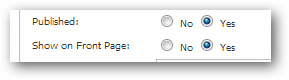 Published: No Yes
Show on Front Page: No Yes